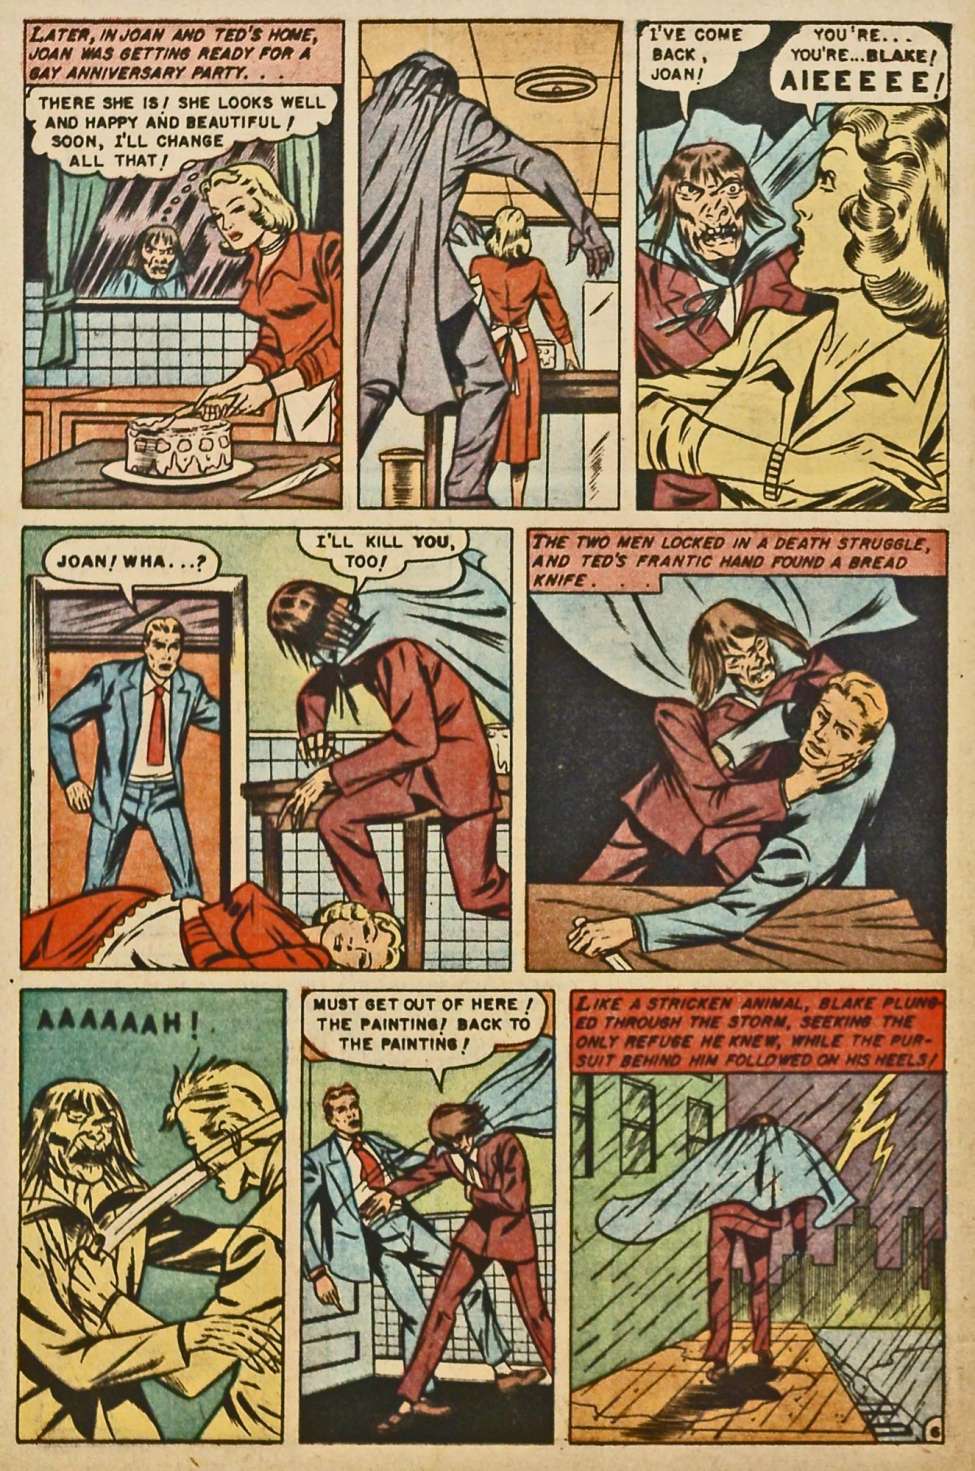 LATER, IN JOAN AND TED'S HOME,
JOAN WAS GETTING READY FOR A
GAY ANNIVERSARY PARTY. . .
THERE SHE IS! SHE LOOKS WELL
AND HAPPY AND BEAUTIFUL!
SOON, I'LL CHANGE
ALL THAT!
I'VE COME
BACK,
JOAN!
YOU'RE...
YOU'RE...BLAKE!
AIEEEEEE!
JOAN! WHA...?
I'LL KILL YOU,
TOO!
THE TWO MEN LOCKED IN A DEATH STRUGGLE,
AND TED'S FRANTIC HAND FOUND A BREAD
KNIFE. . . .
AAAAAAH!
MUST GET OUT OF HERE!
THE PAINTING! BACK TO
THE PAINTING!
LIKE A STRICKEN ANIMAL, BLAKE PLUNG-
ED THROUGH THE STORM, SEEKING THE
ONLY REFUGE HE KNEW, WHILE THE PUR-
SUIT BEHIND HIM FOLLOWED ON HIS HEELS!
6